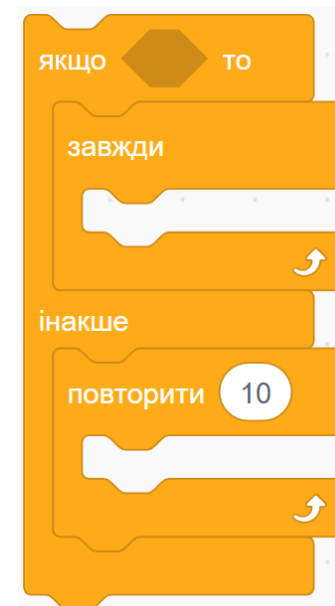 якщо то
завжди
інакше
повторити 10